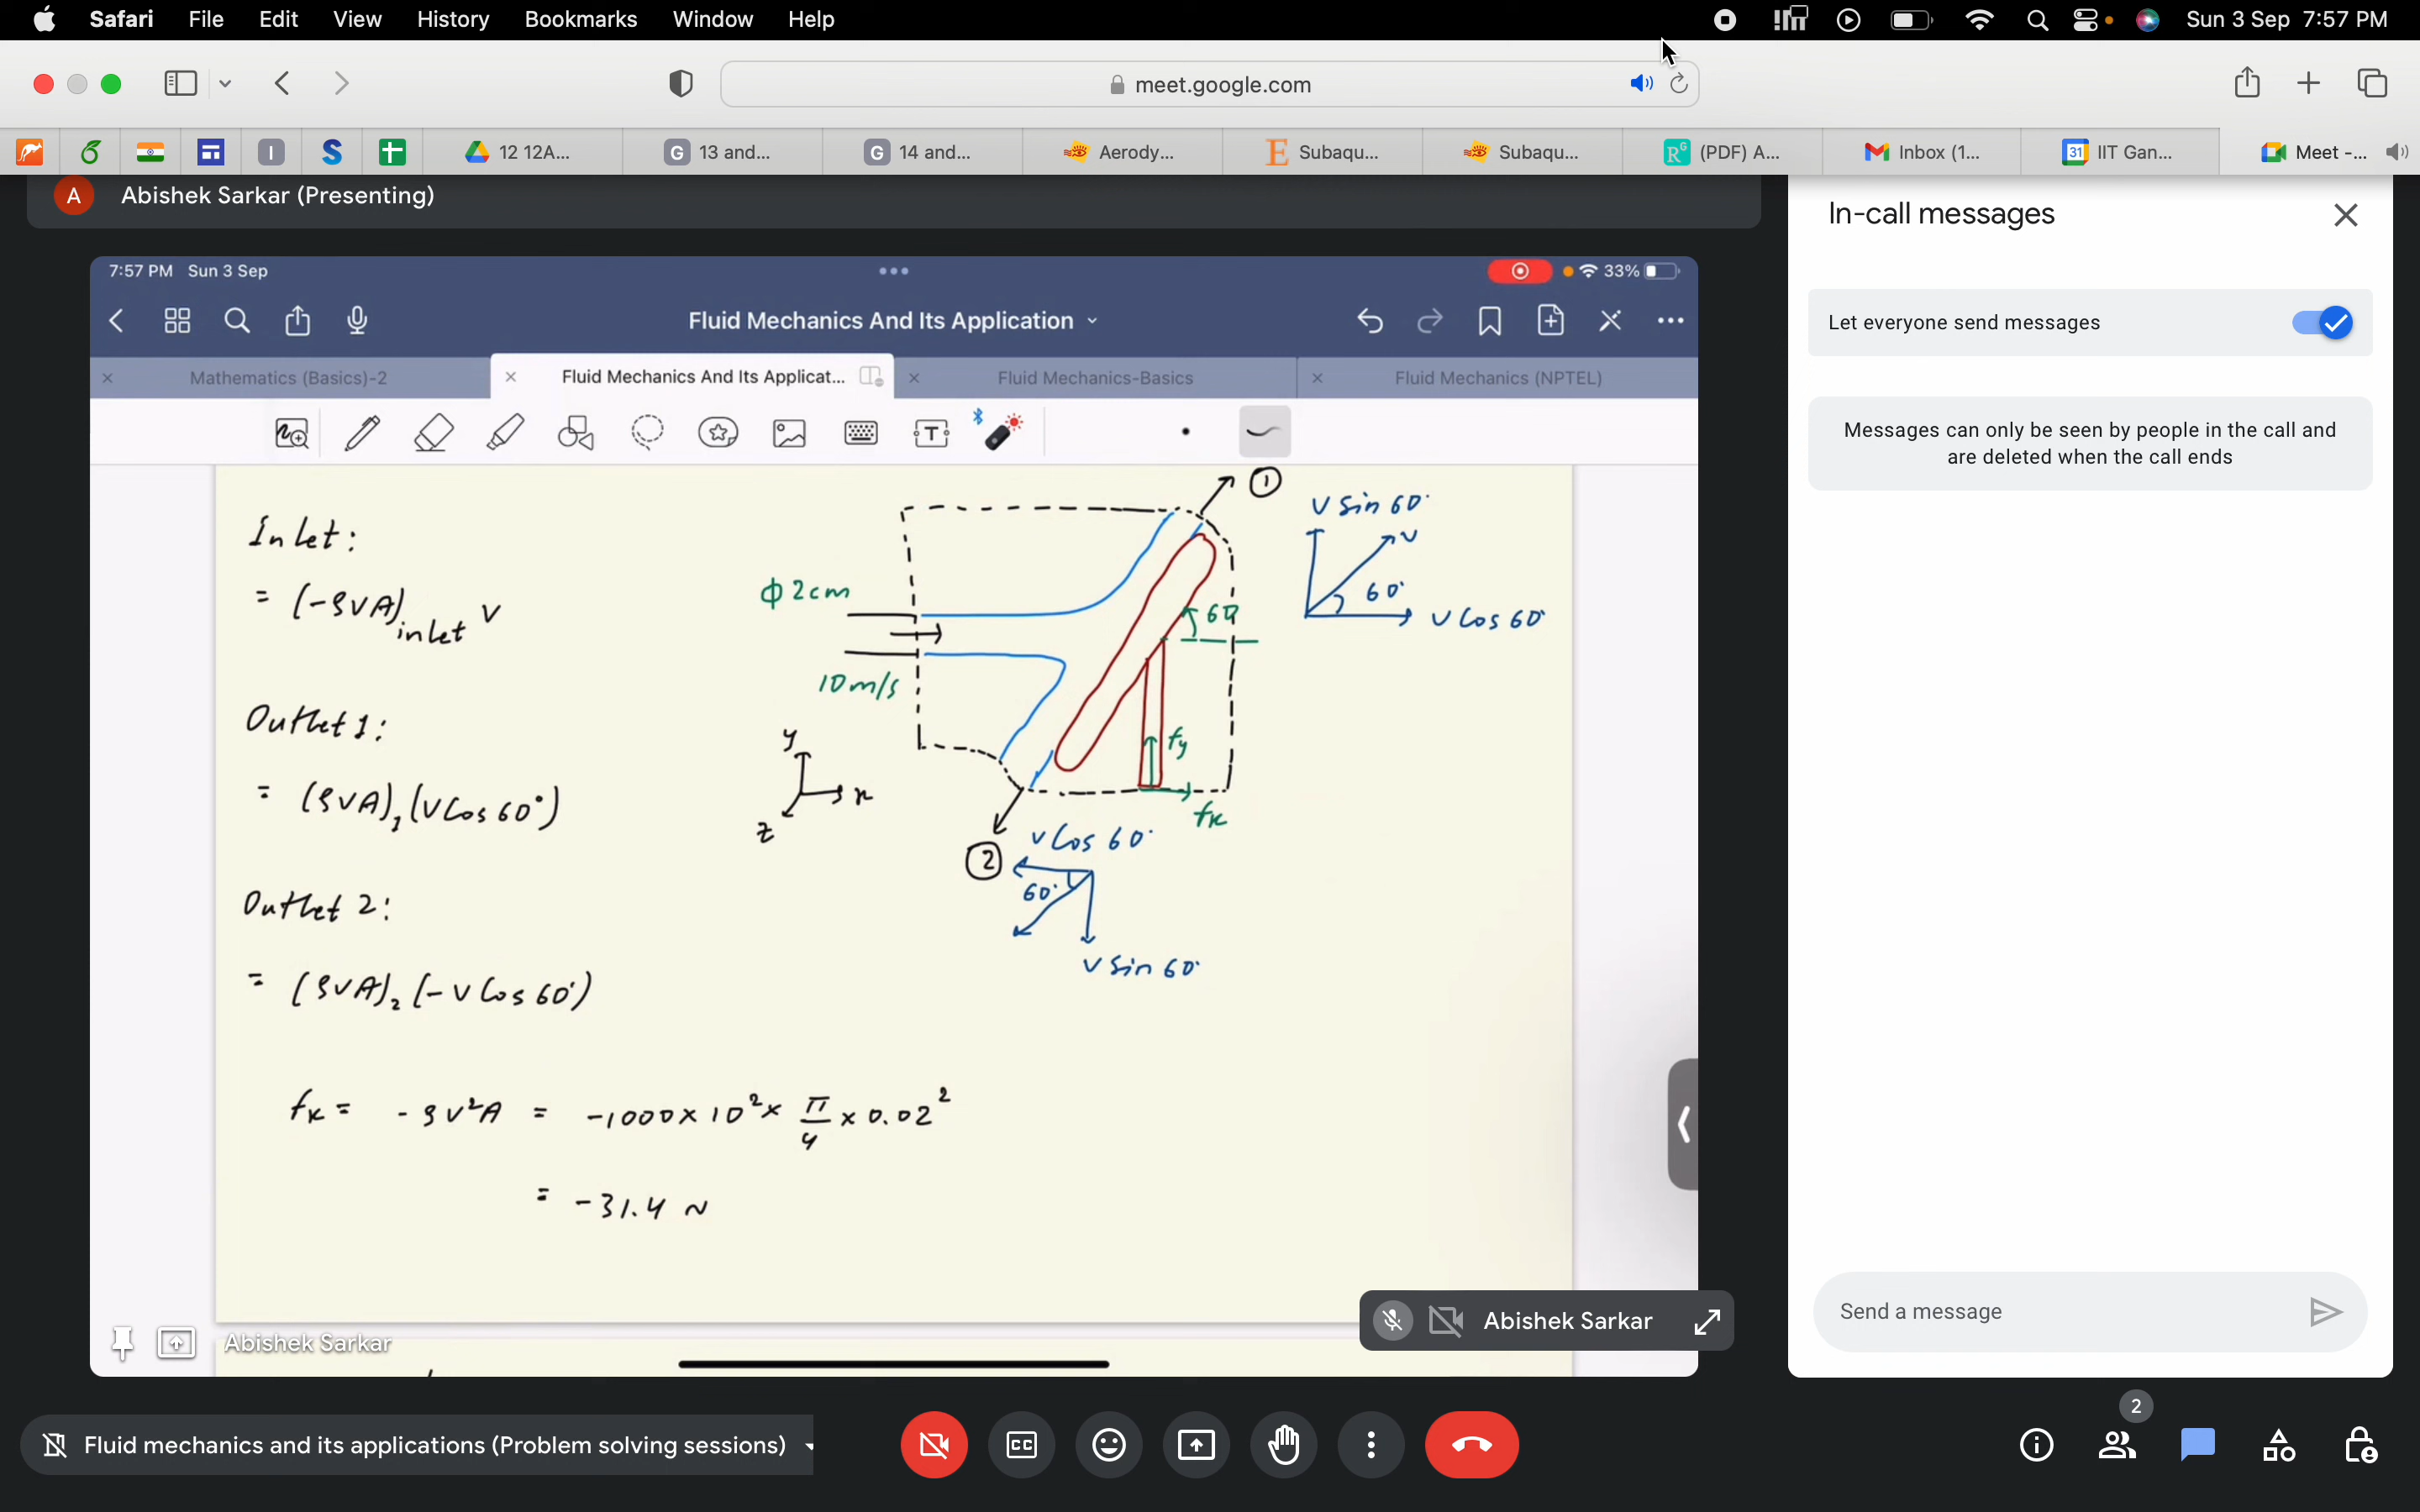 Safari File Edit View History Bookmarks Window Help Sun 3 Sep 7:57 PM
meet.google.com
12 12A... G 13 and... G 14 and... Aerody... E Subaqu... Subaqu... (PDF) A... Inbox (1... 31 IIT Gan... Meet -...
A Abishek Sarkar (Presenting)
In-call messages
7:57 PM Sun 3 Sep 33%
Fluid Mechanics And Its Application
Let everyone send messages
Mathematics (Basics)-2 Fluid Mechanics And Its Applicat... Fluid Mechanics-Basics Fluid Mechanics (NPTEL)
Messages can only be seen by people in the call and
are deleted when the call ends
Inlet:
= (-ρVA)inlet V
Outlet 1:
= (ρVA)₁ (V Cos 60°)
Outlet 2:
= (ρVA)₂ (-V Cos 60°)
①
V Sin 60°
V
60°
V Cos 60°
ϕ 2cm
60
10 m/s
y
x
z
fy
fx
②
V Cos 60°
60°
V Sin 60°
fx = -ρV²A = -1000 × 10² × π/4 × 0.02²
= -31.4 N
Abishek Sarkar
Abishek Sarkar
Send a message
Fluid mechanics and its applications (Problem solving sessions)
CC
2